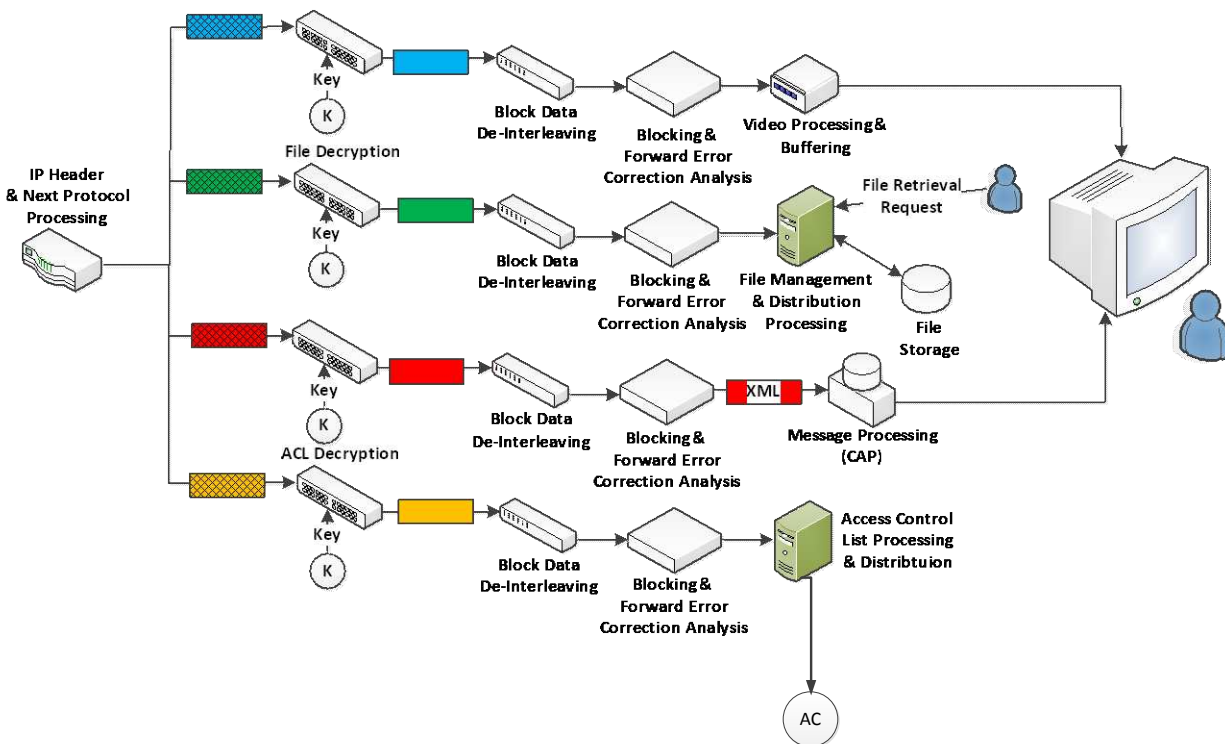 IP Header
& Next Protocol
Processing
Key
K
Block Data
De-Interleaving
Blocking &
Forward Error
Correction Analysis
Video Processing &
Buffering
File Decryption
Key
K
Block Data
De-Interleaving
Blocking &
Forward Error
Correction Analysis
File Management
& Distribution
Processing
File Retrieval
Request
File
Storage
Key
K
Block Data
De-Interleaving
Blocking &
Forward Error
Correction Analysis
XML
Message Processing
(CAP)
ACL Decryption
Key
K
Block Data
De-Interleaving
Blocking &
Forward Error
Correction Analysis
Access Control
List Processing
& Distribtuion
AC